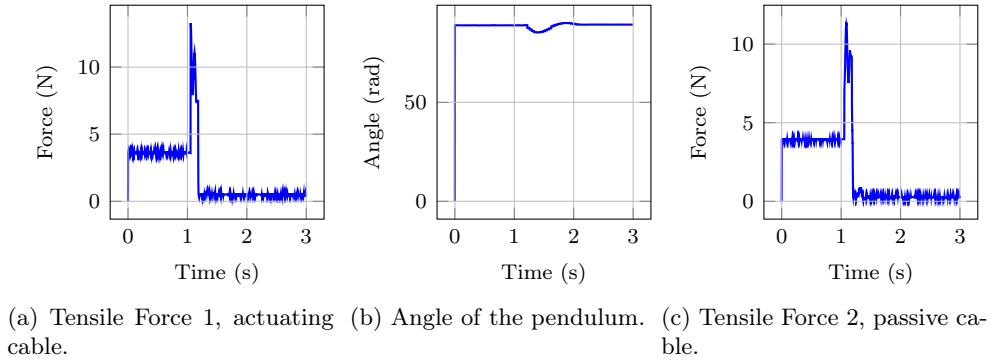 10
5
0
Force (N)
0 1 2 3
Time (s)
(a) Tensile Force 1, actuating
cable.
50
0
Angle (rad)
0 1 2 3
Time (s)
(b) Angle of the pendulum.
10
5
0
Force (N)
0 1 2 3
Time (s)
(c) Tensile Force 2, passive ca-
ble.